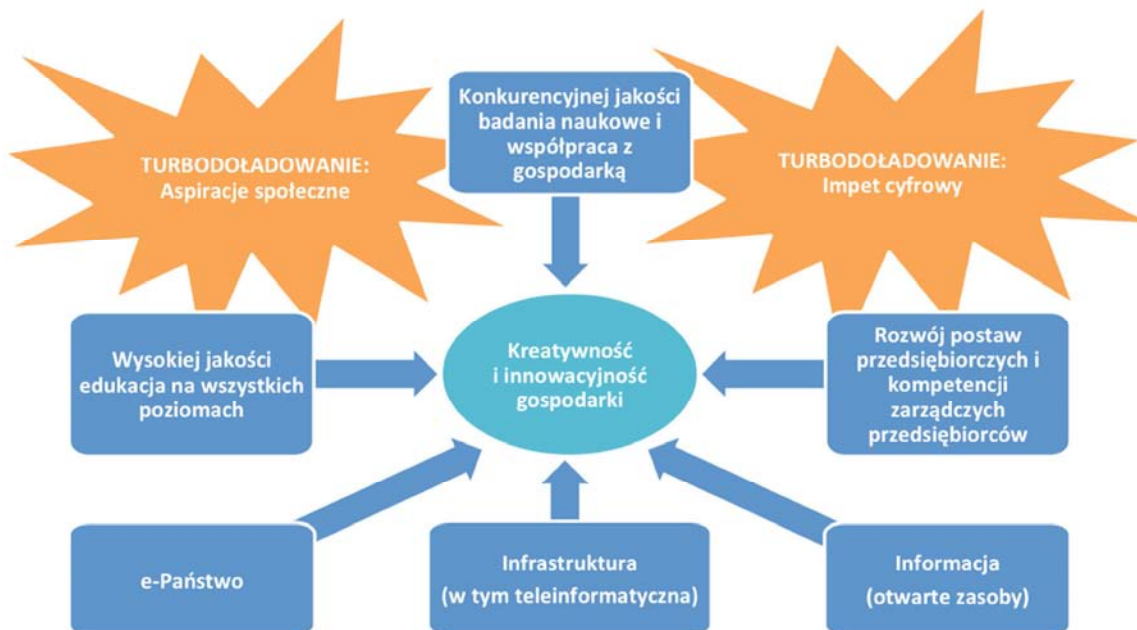 Konkurencyjnej jakości
badania naukowe i
współpraca z
gospodarką
TURBODOŁADOWANIE:
Aspiracje społeczne
TURBODOŁADOWANIE:
Impet cyfrowy
Wysokiej jakości
edukacja na wszystkich
poziomach
Kreatywność
i innowacyjność
gospodarki
Rozwój postaw
przedsiębiorczych i
kompetencji
zarządczych
przedsiębiorców
e-Państwo
Infrastruktura
(w tym teleinformatyczna)
Informacja
(otwarte zasoby)